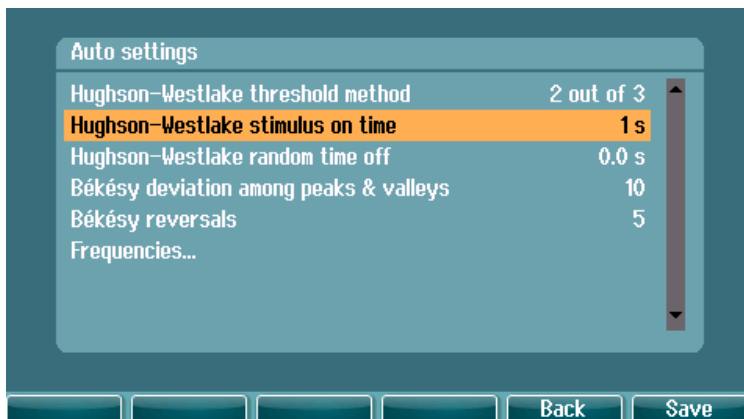 Auto settings
Hughson-Westlake threshold method 2 out of 3
Hughson-Westlake stimulus on time 1 s
Hughson-Westlake random time off 0.0 s
Békésy deviation among peaks & valleys 10
Békésy reversals 5
Frequencies...
Back Save